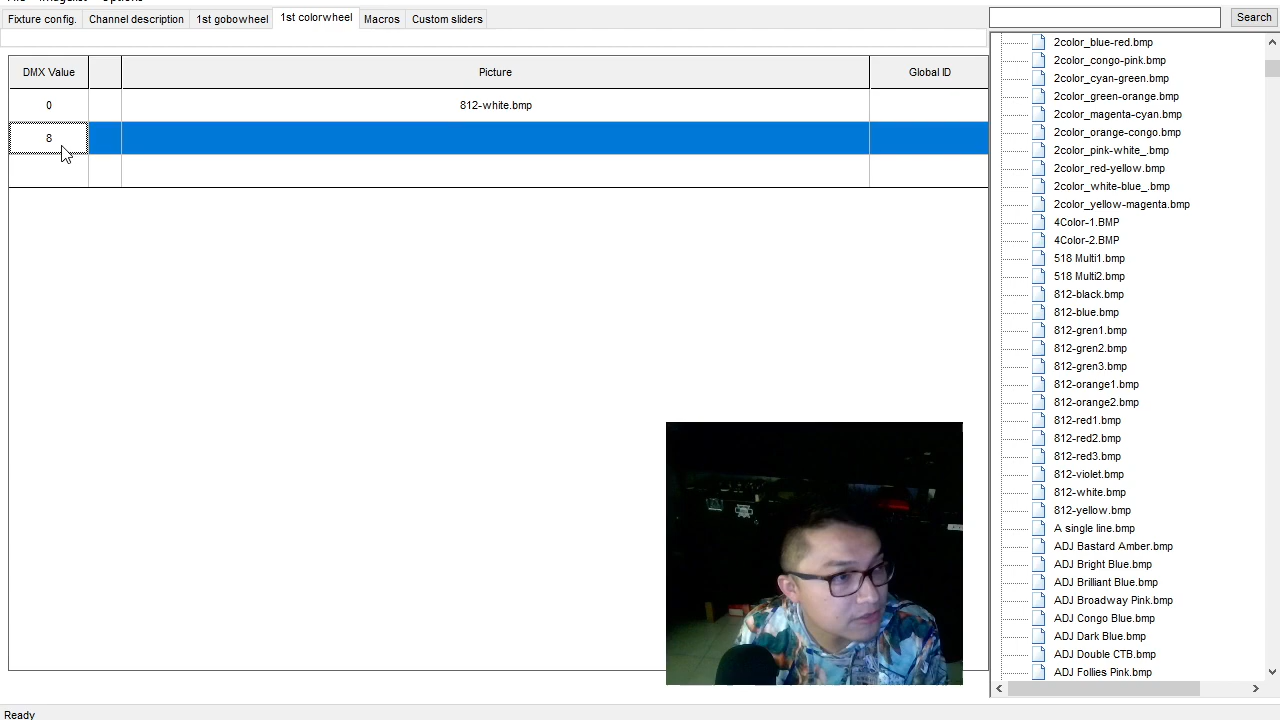 Fixture config. Channel description 1st gobowheel 1st colorwheel Macros Custom sliders Search
DMX Value Picture Global ID
0 812-white.bmp
8
2color_blue-red.bmp
2color_congo-pink.bmp
2color_cyan-green.bmp
2color_green-orange.bmp
2color_magenta-cyan.bmp
2color_orange-congo.bmp
2color_pink-white_.bmp
2color_red-yellow.bmp
2color_white-blue_.bmp
2color_yellow-magenta.bmp
4Color-1.BMP
4Color-2.BMP
518 Multi1.bmp
518 Multi2.bmp
812-black.bmp
812-blue.bmp
812-gren1.bmp
812-gren2.bmp
812-gren3.bmp
812-orange1.bmp
812-orange2.bmp
812-red1.bmp
812-red2.bmp
812-red3.bmp
812-violet.bmp
812-white.bmp
812-yellow.bmp
A single line.bmp
ADJ Bastard Amber.bmp
ADJ Bright Blue.bmp
ADJ Brilliant Blue.bmp
ADJ Broadway Pink.bmp
ADJ Congo Blue.bmp
ADJ Dark Blue.bmp
ADJ Double CTB.bmp
ADJ Follies Pink.bmp
Ready